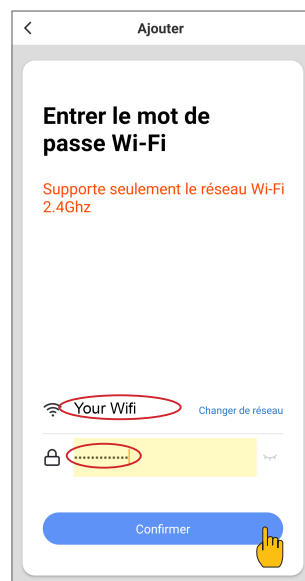 Ajouter
Entrer le mot de
passe Wi-Fi
Supporte seulement le réseau Wi-Fi
2.4Ghz
Your Wifi
Changer de réseau
•••••••••••••
Confirmer